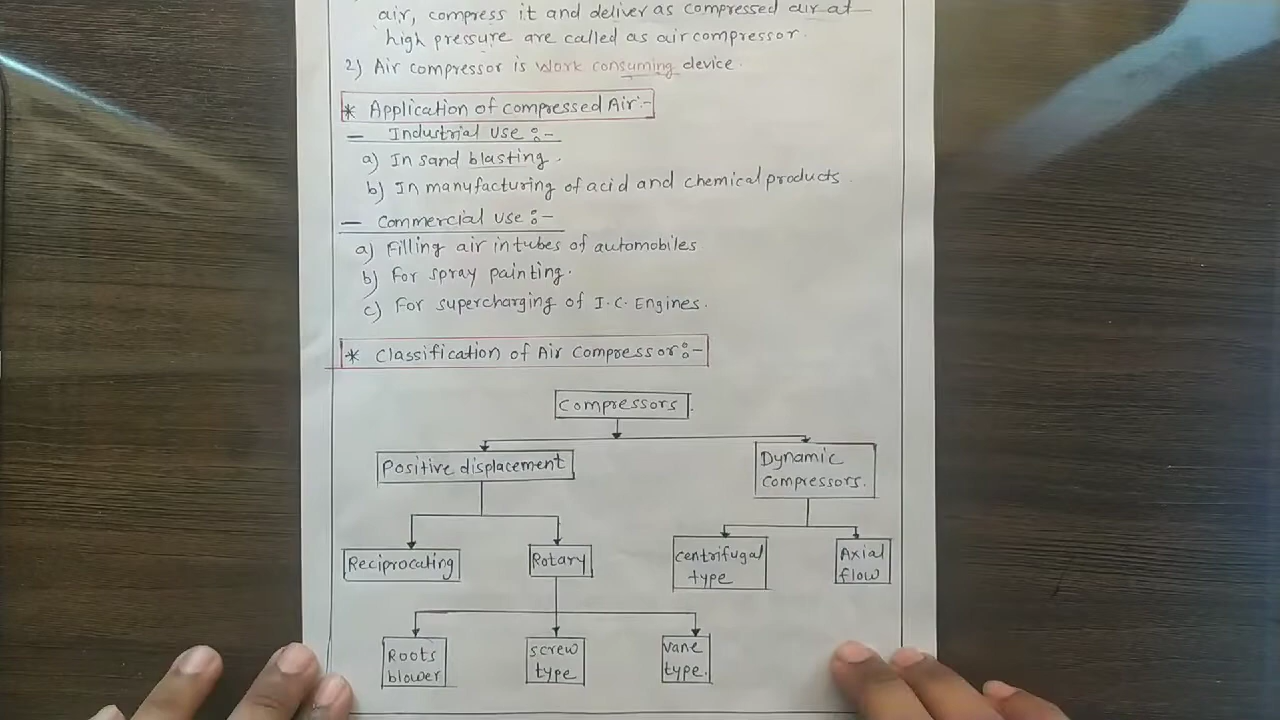 air, compress it and deliver as compressed air at
high pressure are called as air compressor.
2) Air compressor is work consuming device.
* Application of compressed Air:-
— Industrial use :-
a) In sand blasting.
b) In manufacturing of acid and chemical products.
— Commercial use :-
a) Filling air in tubes of automobiles
b) For spray painting.
c) For supercharging of I.C. Engines.
* Classification of Air compressor :-
Compressors.
Positive displacement
Dynamic
compressors.
Reciprocating
Rotary
centrifugal
type
Axial
flow
Roots
blower
screw
type
vane
type.